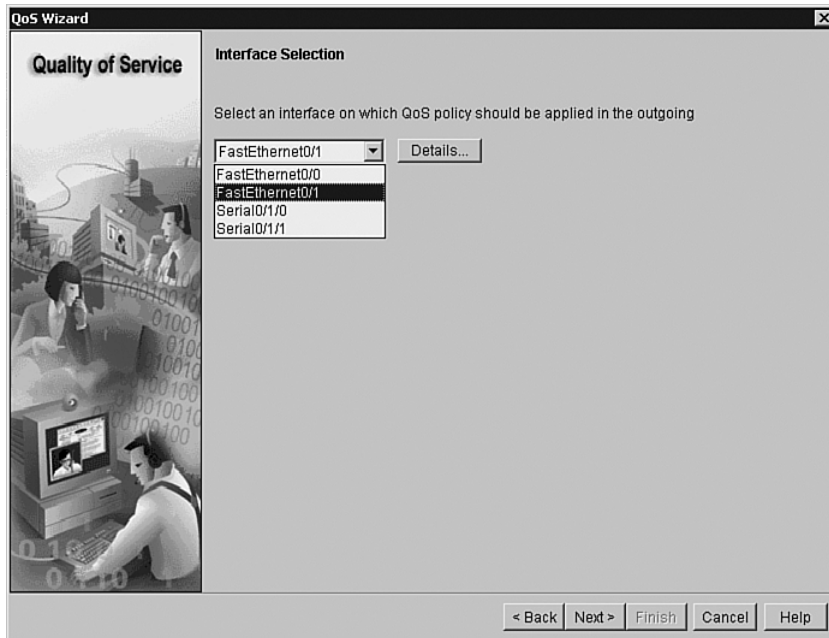 QoS Wizard
Quality of Service
Interface Selection
Select an interface on which QoS policy should be applied in the outgoing
FastEthernet0/1
Details...
FastEthernet0/0
FastEthernet0/1
Serial0/1/0
Serial0/1/1
< Back
Next >
Finish
Cancel
Help